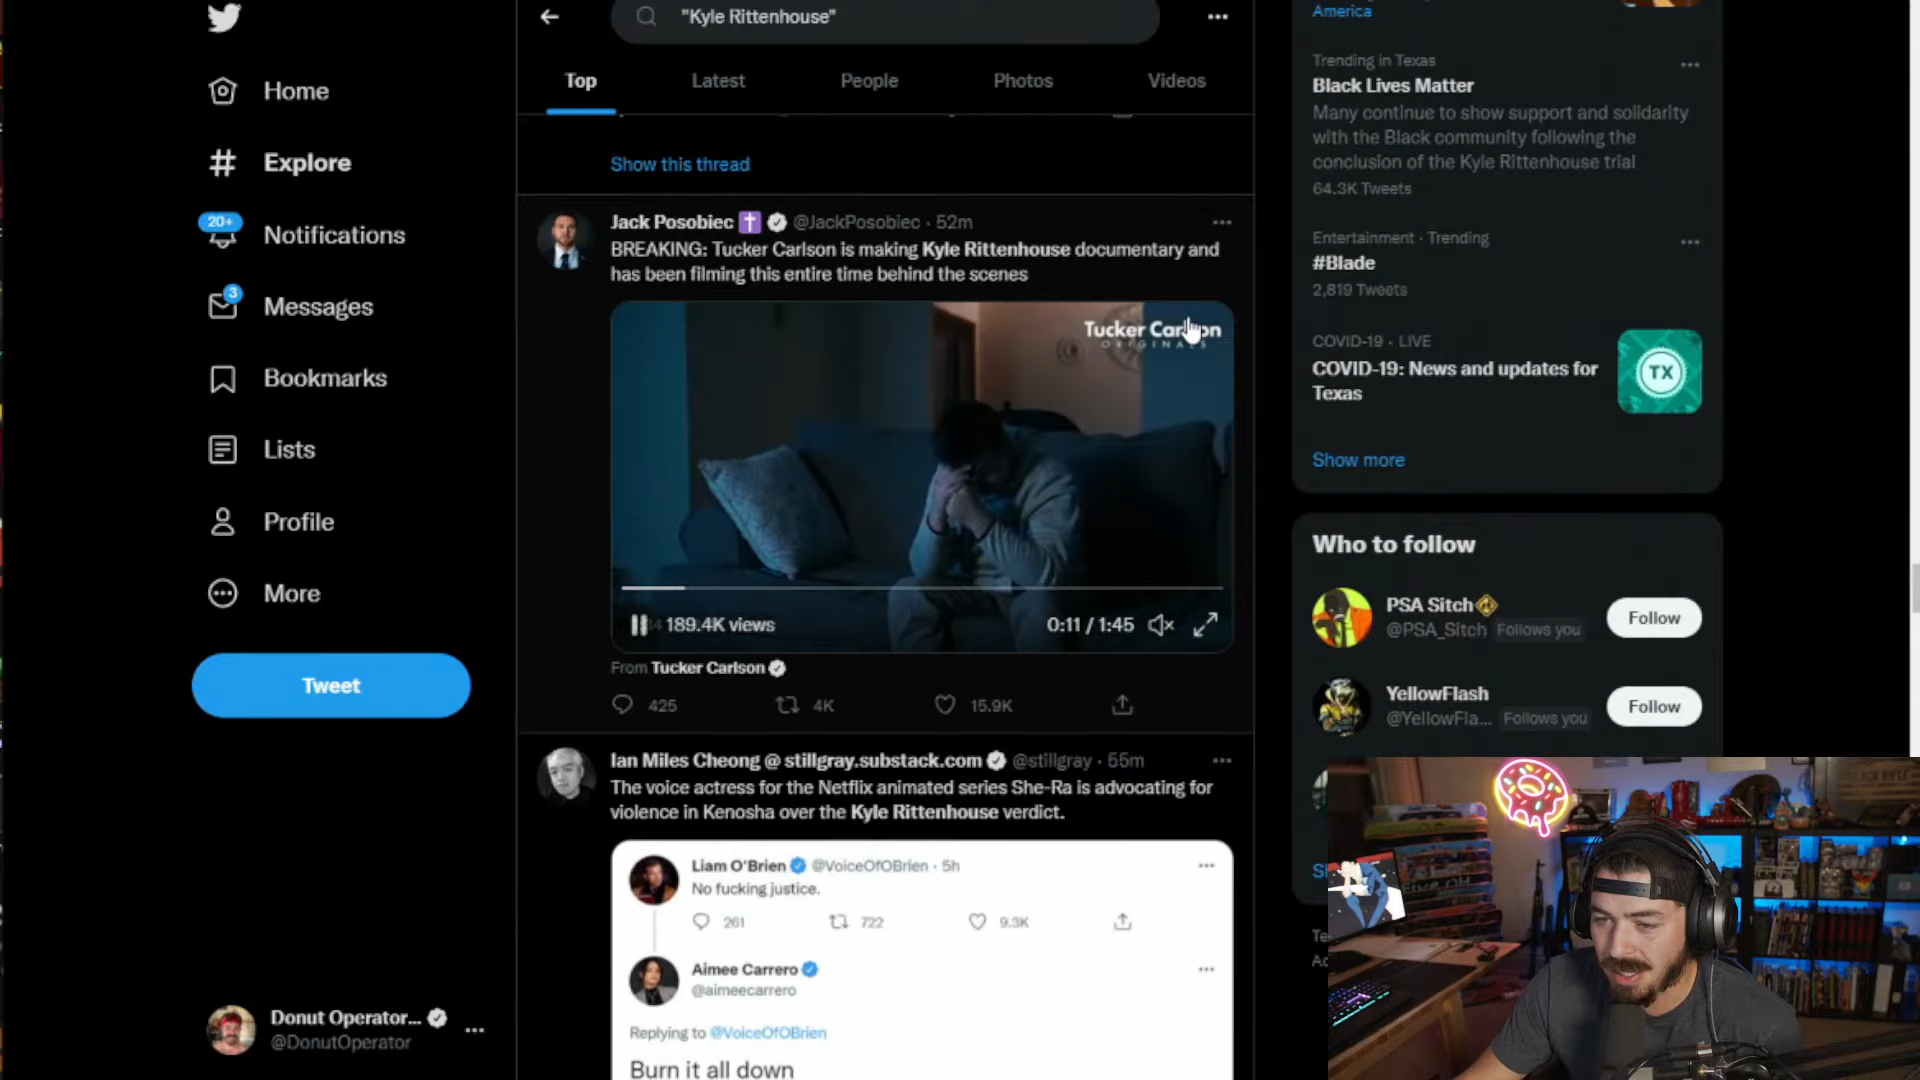 "Kyle Rittenhouse"
Top
Latest
People
Photos
Videos
Home
Explore
20+
Notifications
3
Messages
Bookmarks
Lists
Profile
More
Tweet
Donut Operator...
@DonutOperator
Show this thread
Jack Posobiec @JackPosobiec · 52m
BREAKING: Tucker Carlson is making Kyle Rittenhouse documentary and
has been filming this entire time behind the scenes
Tucker Carlson
ORIGINALS
189.4K views
0:11 / 1:45
From Tucker Carlson
425
4K
15.9K
Ian Miles Cheong @ stillgray.substack.com @stillgray · 55m
The voice actress for the Netflix animated series She-Ra is advocating for
violence in Kenosha over the Kyle Rittenhouse verdict.
Liam O'Brien @VoiceOfOBrien · 5h
No fucking justice.
261
722
9.3K
Aimee Carrero
@aimeecarrero
Replying to @VoiceOfOBrien
Burn it all down
America
Trending in Texas
Black Lives Matter
Many continue to show support and solidarity
with the Black community following the
conclusion of the Kyle Rittenhouse trial
64.3K Tweets
Entertainment · Trending
#Blade
2,819 Tweets
COVID-19 · LIVE
COVID-19: News and updates for
Texas
TX
Show more
Who to follow
PSA Sitch
@PSA_Sitch Follows you
Follow
YellowFlash
@YellowFla... Follows you
Follow